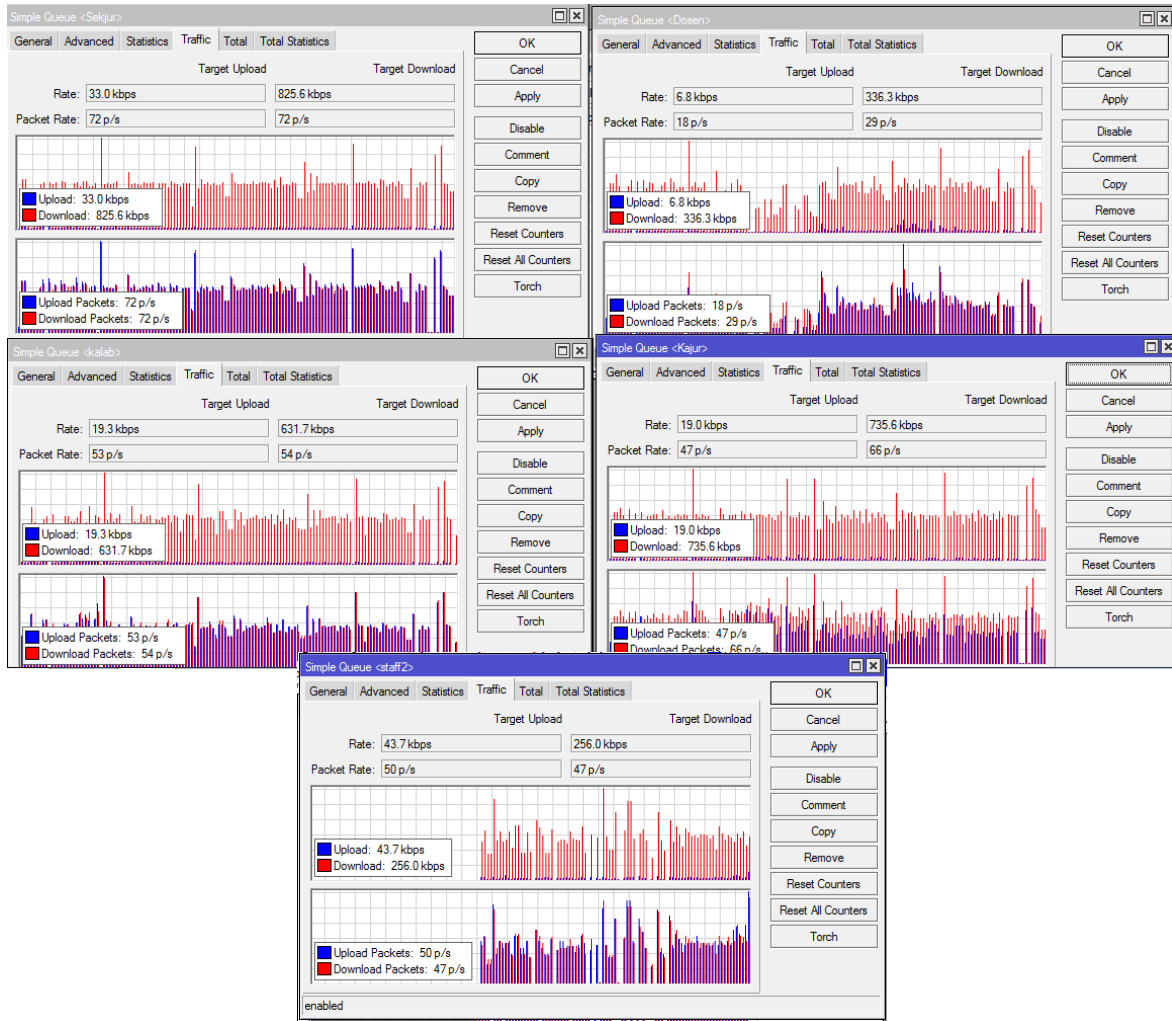 Simple Queue <Sekjur>
General Advanced Statistics Traffic Total Total Statistics
Target Upload Target Download
Rate: 33.0 kbps 825.6 kbps
Packet Rate: 72 p/s 72 p/s
Upload: 33.0 kbps
Download: 825.6 kbps
Upload Packets: 72 p/s
Download Packets: 72 p/s
OK
Cancel
Apply
Disable
Comment
Copy
Remove
Reset Counters
Reset All Counters
Torch
Simple Queue <Dosen>
General Advanced Statistics Traffic Total Total Statistics
Target Upload Target Download
Rate: 6.8 kbps 336.3 kbps
Packet Rate: 18 p/s 29 p/s
Upload: 6.8 kbps
Download: 336.3 kbps
Upload Packets: 18 p/s
Download Packets: 29 p/s
OK
Cancel
Apply
Disable
Comment
Copy
Remove
Reset Counters
Reset All Counters
Torch
Simple Queue <kalab>
General Advanced Statistics Traffic Total Total Statistics
Target Upload Target Download
Rate: 19.3 kbps 631.7 kbps
Packet Rate: 53 p/s 54 p/s
Upload: 19.3 kbps
Download: 631.7 kbps
Upload Packets: 53 p/s
Download Packets: 54 p/s
OK
Cancel
Apply
Disable
Comment
Copy
Remove
Reset Counters
Reset All Counters
Torch
Simple Queue <Kajur>
General Advanced Statistics Traffic Total Total Statistics
Target Upload Target Download
Rate: 19.0 kbps 735.6 kbps
Packet Rate: 47 p/s 66 p/s
Upload: 19.0 kbps
Download: 735.6 kbps
Upload Packets: 47 p/s
Download Packets: 66 p/s
OK
Cancel
Apply
Disable
Comment
Copy
Remove
Reset Counters
Reset All Counters
Torch
Simple Queue <staff2>
General Advanced Statistics Traffic Total Total Statistics
Target Upload Target Download
Rate: 43.7 kbps 256.0 kbps
Packet Rate: 50 p/s 47 p/s
Upload: 43.7 kbps
Download: 256.0 kbps
Upload Packets: 50 p/s
Download Packets: 47 p/s
OK
Cancel
Apply
Disable
Comment
Copy
Remove
Reset Counters
Reset All Counters
Torch
enabled